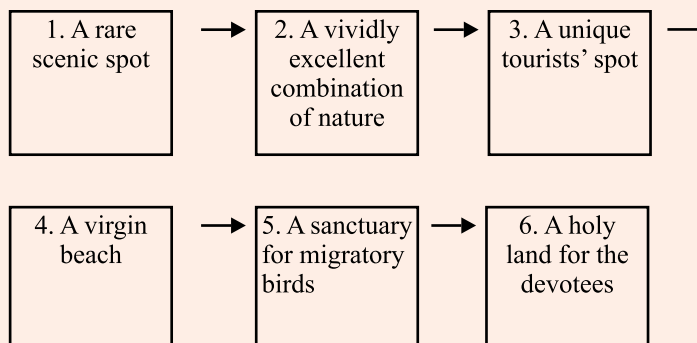 1. A rare
scenic spot
2. A vividly
excellent
combination
of nature
3. A unique
tourists’ spot
4. A virgin
beach
5. A sanctuary
for migratory
birds
6. A holy
land for the
devotees